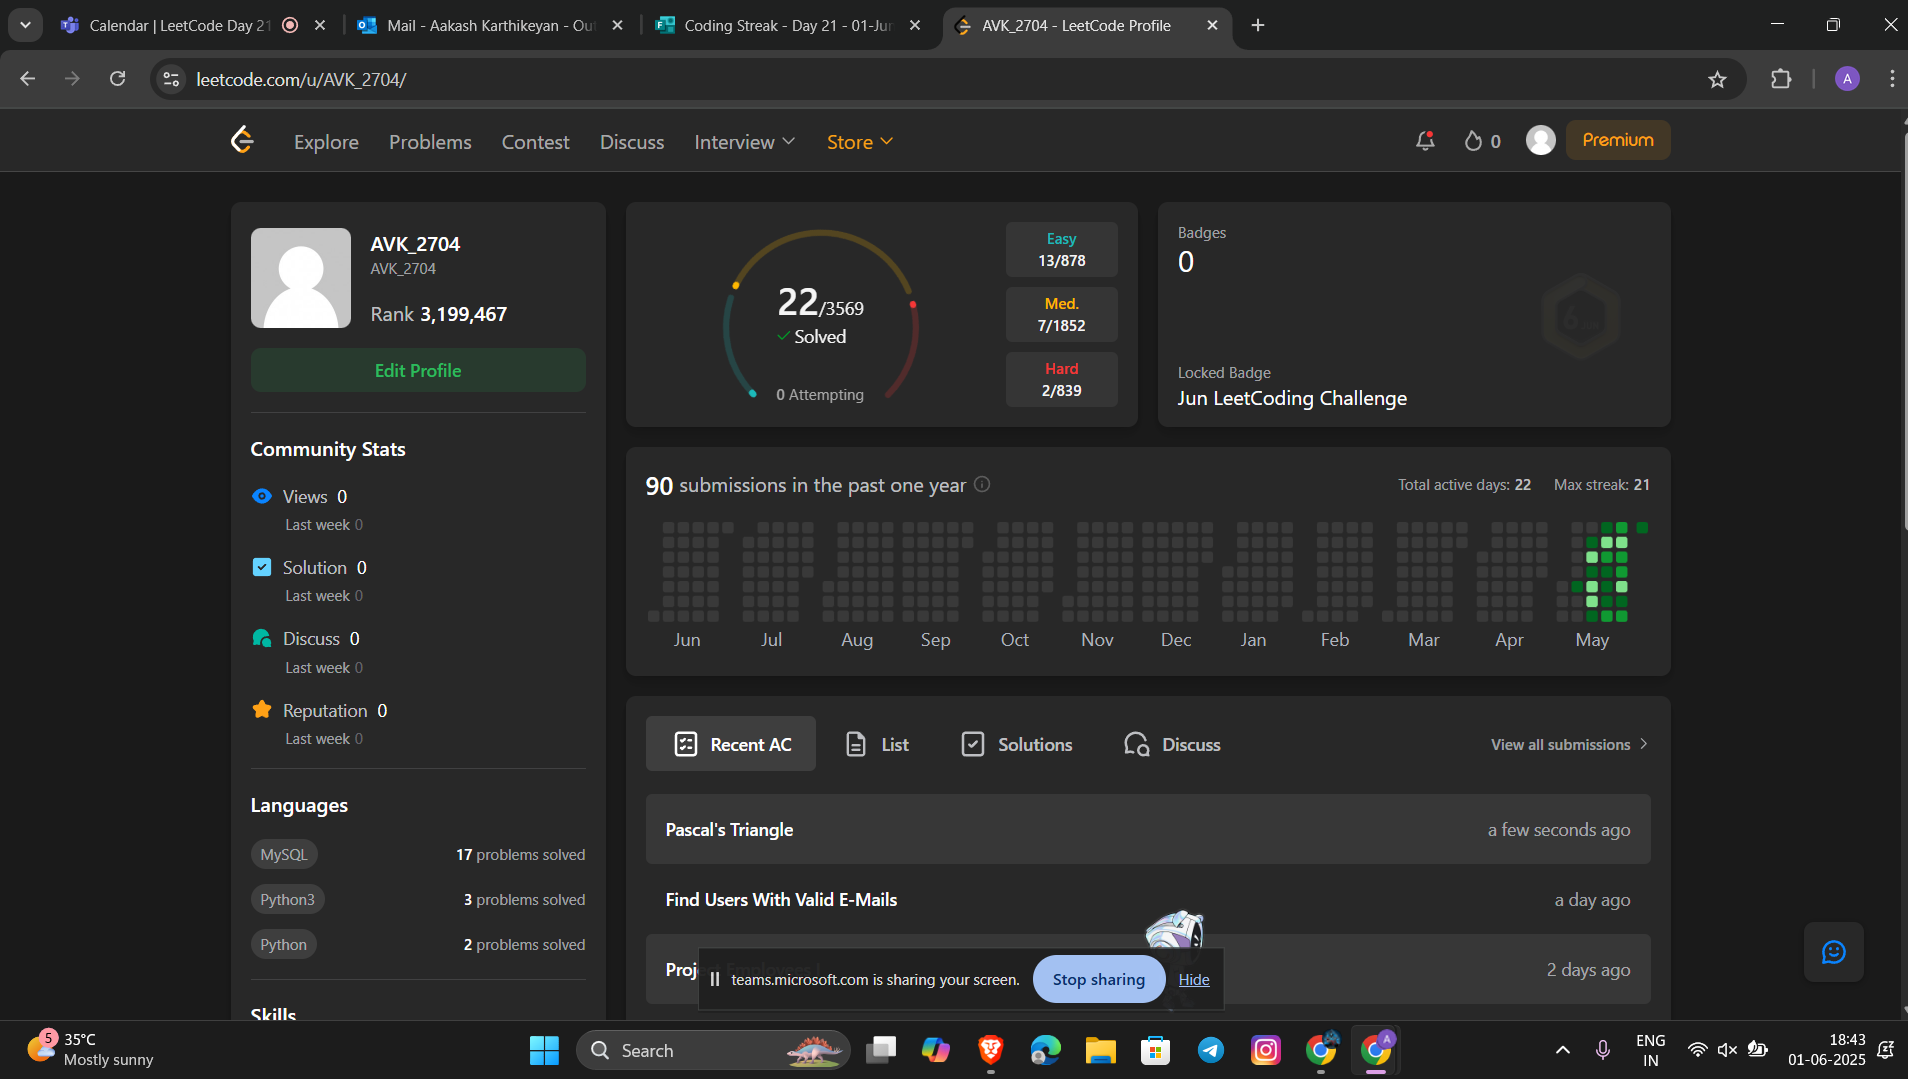 Calendar | LeetCode Day 21
Mail - Aakash Karthikeyan - Out
Coding Streak - Day 21 - 01-Jun
AVK_2704 - LeetCode Profile
leetcode.com/u/AVK_2704/
A
Explore
Problems
Contest
Discuss
Interview
Store
0
Premium
AVK_2704
AVK_2704
Rank 3,199,467
Edit Profile
Community Stats
Views 0
Last week 0
Solution 0
Last week 0
Discuss 0
Last week 0
Reputation 0
Last week 0
Languages
MySQL
17 problems solved
Python3
3 problems solved
Python
2 problems solved
Skills
22/3569
Solved
0 Attempting
Easy
13/878
Med.
7/1852
Hard
2/839
Badges
0
Locked Badge
Jun LeetCoding Challenge
90 submissions in the past one year
Total active days: 22
Max streak: 21
Jun
Jul
Aug
Sep
Oct
Nov
Dec
Jan
Feb
Mar
Apr
May
Recent AC
List
Solutions
Discuss
View all submissions
Pascal's Triangle
a few seconds ago
Find Users With Valid E-Mails
a day ago
2 days ago
teams.microsoft.com is sharing your screen.
Stop sharing
Hide
5
35°C
Mostly sunny
Search
A
ENG
IN
18:43
01-06-2025